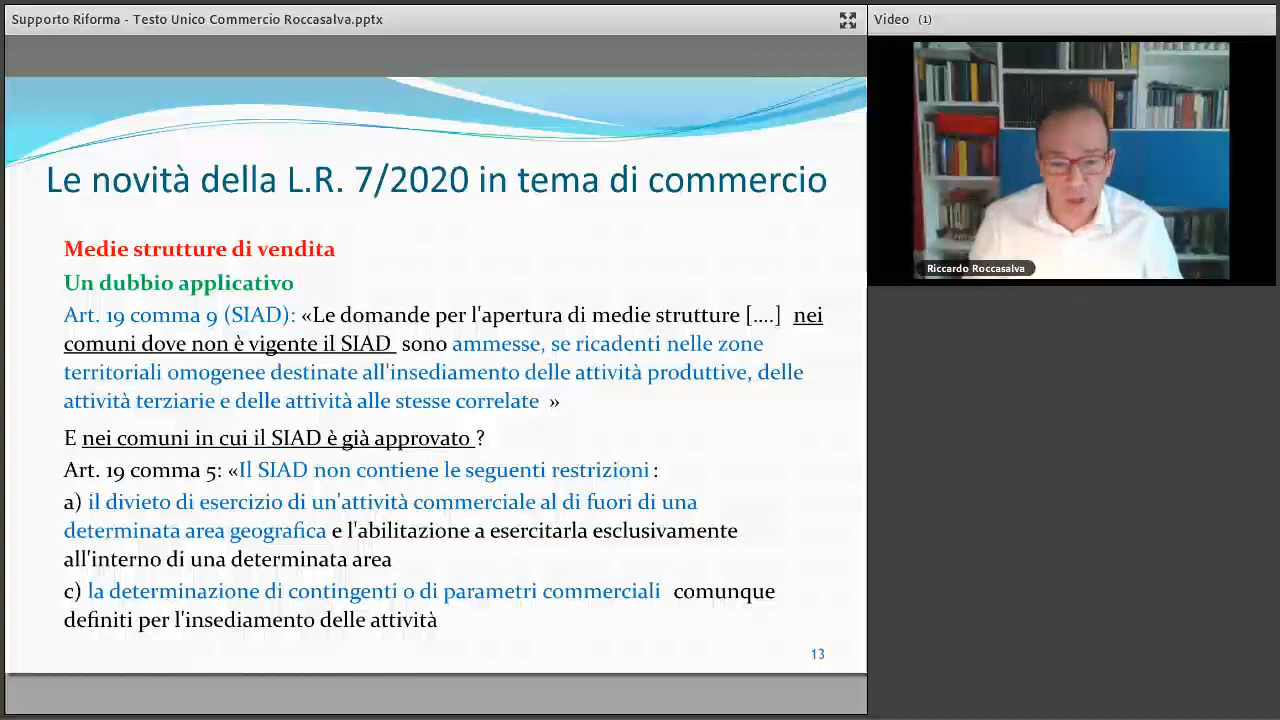 Supporto Riforma - Testo Unico Commercio Roccasalva.pptx
Video (1)
Riccardo Roccasalva
Le novità della L.R. 7/2020 in tema di commercio
Medie strutture di vendita
Un dubbio applicativo
Art. 19 comma 9 (SIAD): «Le domande per l'apertura di medie strutture [....] nei
comuni dove non è vigente il SIAD sono ammesse, se ricadenti nelle zone
territoriali omogenee destinate all'insediamento delle attività produttive, delle
attività terziarie e delle attività alle stesse correlate »
E nei comuni in cui il SIAD è già approvato ?
Art. 19 comma 5: «Il SIAD non contiene le seguenti restrizioni :
a) il divieto di esercizio di un'attività commerciale al di fuori di una
determinata area geografica e l'abilitazione a esercitarla esclusivamente
all'interno di una determinata area
c) la determinazione di contingenti o di parametri commerciali comunque
definiti per l'insediamento delle attività
13